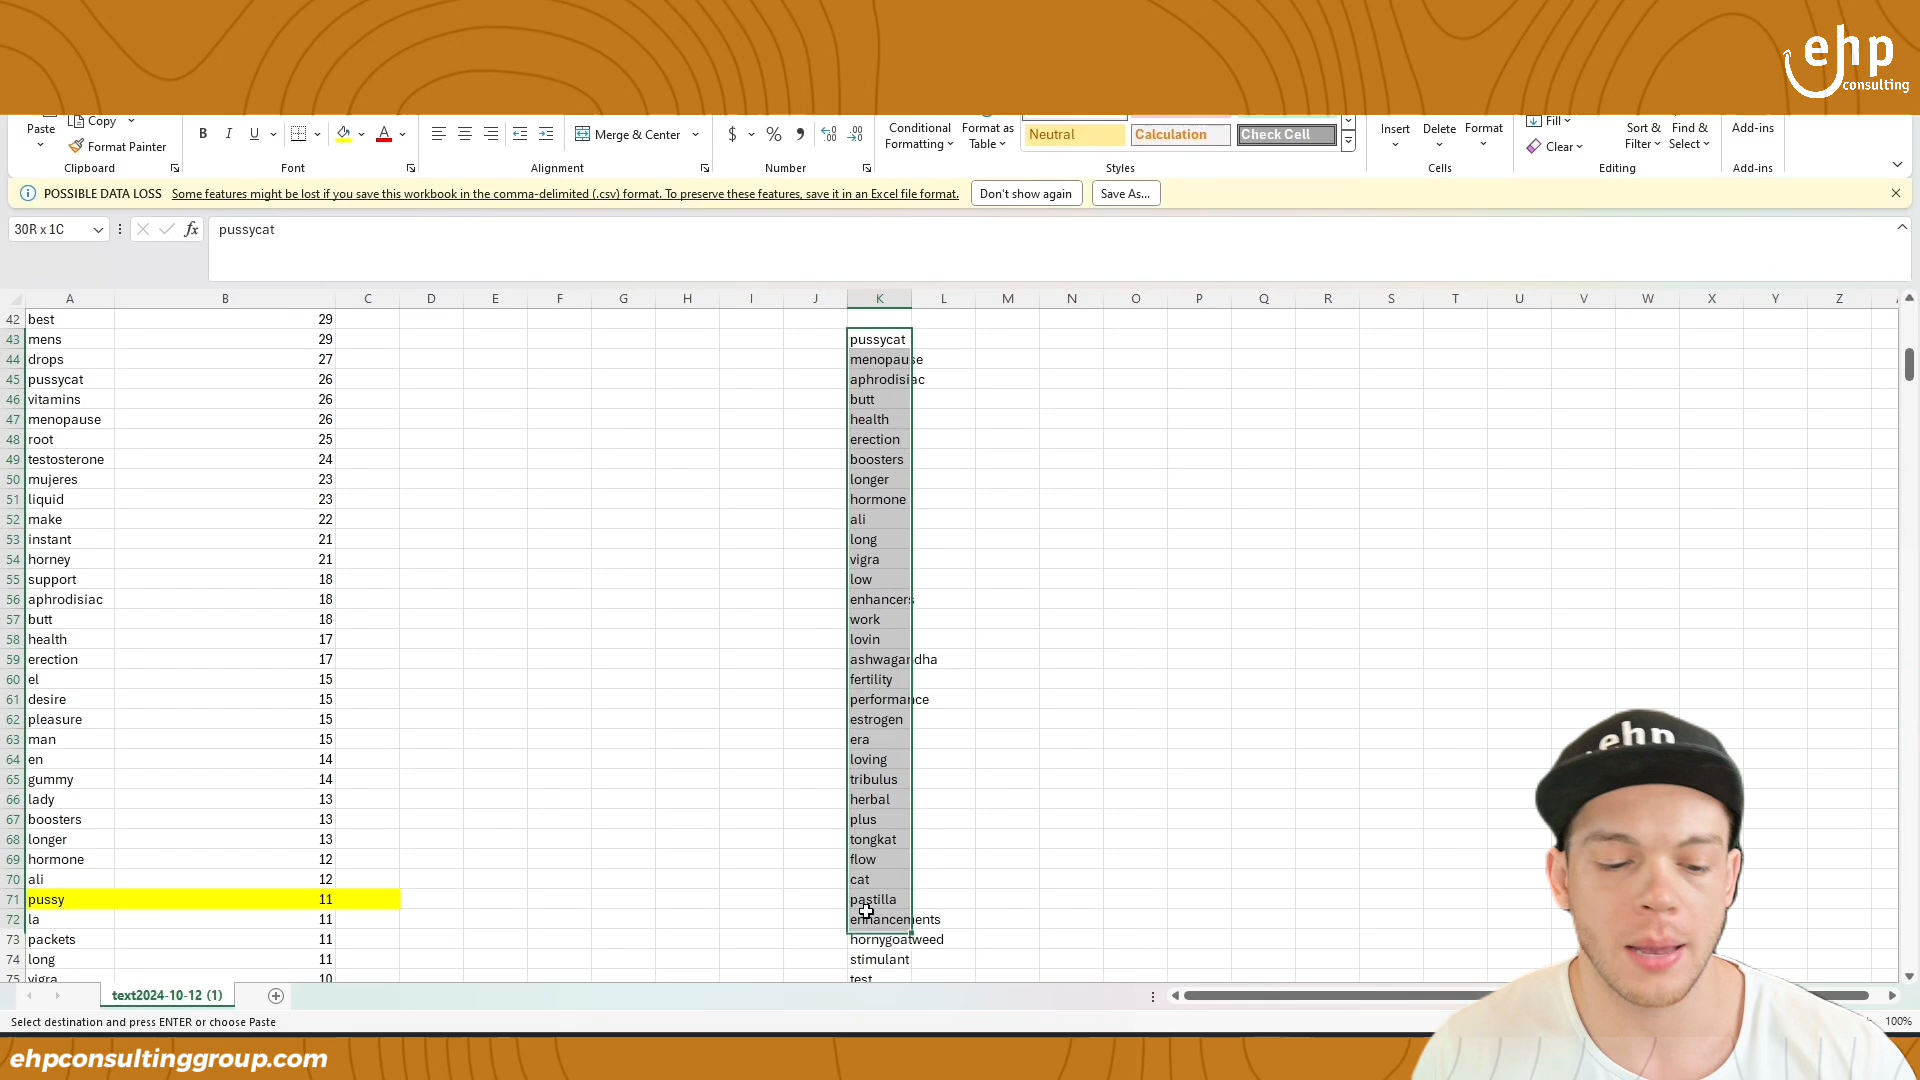 ehp
consulting
Paste
Copy
Format Painter
B I U
A
Merge & Center
$ % 9
Conditional Formatting
Format as Table
Neutral
Calculation
Check Cell
Insert
Delete
Format
Fill
Clear
Sort & Filter
Find & Select
Add-ins
Clipboard
Font
Alignment
Number
Styles
Cells
Editing
Add-ins
POSSIBLE DATA LOSS Some features might be lost if you save this workbook in the comma-delimited (.csv) format. To preserve these features, save it in an Excel file format. Don't show again Save As...
30R x 1C fx pussycat
A B C D E F G H I J K L M N O P Q R S T U V W X Y Z
42 best 29
43 mens 29 pussycat
44 drops 27 menopause
45 pussycat 26 aphrodisiac
46 vitamins 26 butt
47 menopause 26 health
48 root 25 erection
49 testosterone 24 boosters
50 mujeres 23 longer
51 liquid 23 hormone
52 make 22 ali
53 instant 21 long
54 horney 21 vigra
55 support 18 low
56 aphrodisiac 18 enhancers
57 butt 18 work
58 health 17 lovin
59 erection 17 ashwagandha
60 el 15 fertility
61 desire 15 performance
62 pleasure 15 estrogen
63 man 15 era
64 en 14 loving
65 gummy 14 tribulus
66 lady 13 herbal
67 boosters 13 plus
68 longer 13 tongkat
69 hormone 12 flow
70 ali 12 cat
71 pussy 11 pastilla
72 la 11 enhancements
73 packets 11 hornygoatweed
74 long 11 stimulant
75 vigra 10 test
text2024-10-12 (1)
Select destination and press ENTER or choose Paste
100%
ehp
ehpconsultinggroup.com